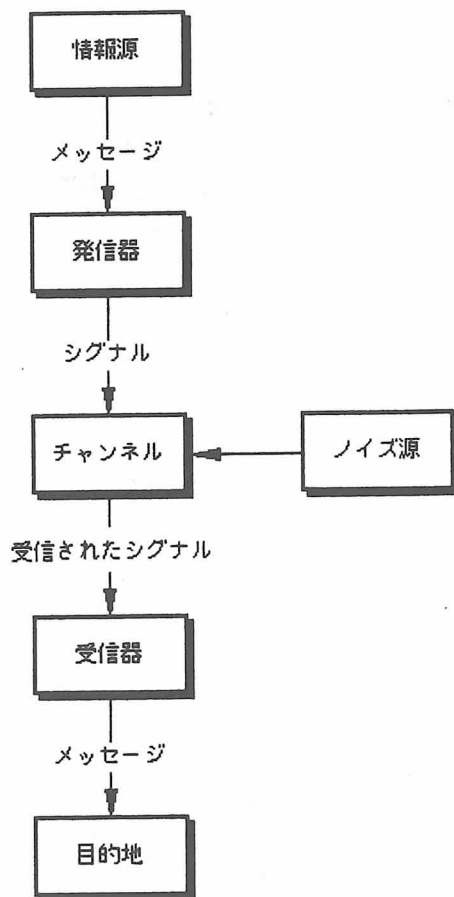 情報源
メッセージ
発信器
シグナル
チャンネル
ノイズ源
受信されたシグナル
受信器
メッセージ
目的地